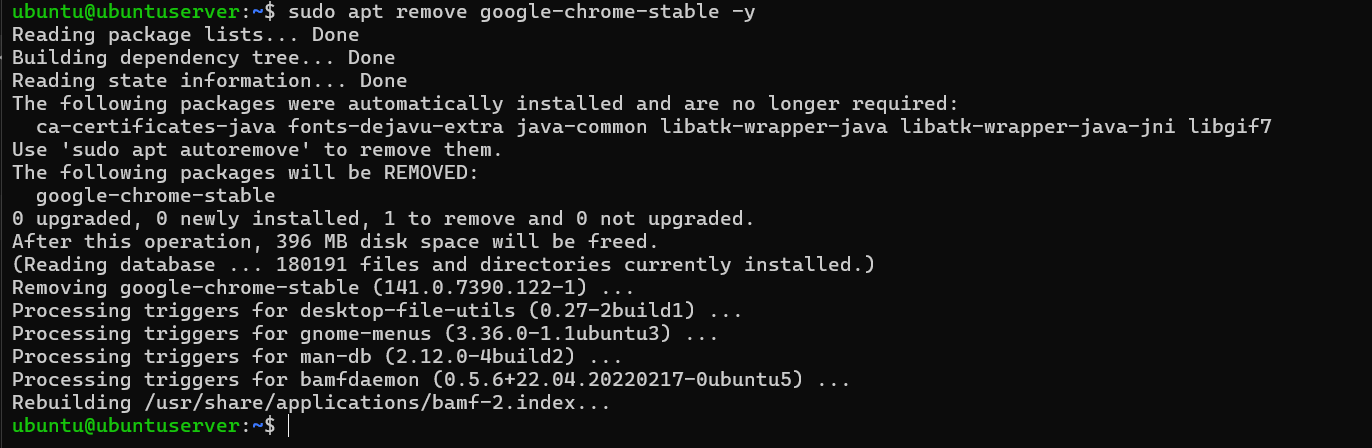 ubuntu@ubuntuserver:~$ sudo apt remove google-chrome-stable -y
Reading package lists... Done
Building dependency tree... Done
Reading state information... Done
The following packages were automatically installed and are no longer required:
  ca-certificates-java fonts-dejavu-extra java-common libatk-wrapper-java libatk-wrapper-java-jni libgif7
Use 'sudo apt autoremove' to remove them.
The following packages will be REMOVED:
  google-chrome-stable
0 upgraded, 0 newly installed, 1 to remove and 0 not upgraded.
After this operation, 396 MB disk space will be freed.
(Reading database ... 180191 files and directories currently installed.)
Removing google-chrome-stable (141.0.7390.122-1) ...
Processing triggers for desktop-file-utils (0.27-2build1) ...
Processing triggers for gnome-menus (3.36.0-1.1ubuntu3) ...
Processing triggers for man-db (2.12.0-4build2) ...
Processing triggers for bamfdaemon (0.5.6+22.04.20220217-0ubuntu5) ...
Rebuilding /usr/share/applications/bamf-2.index...
ubuntu@ubuntuserver:~$